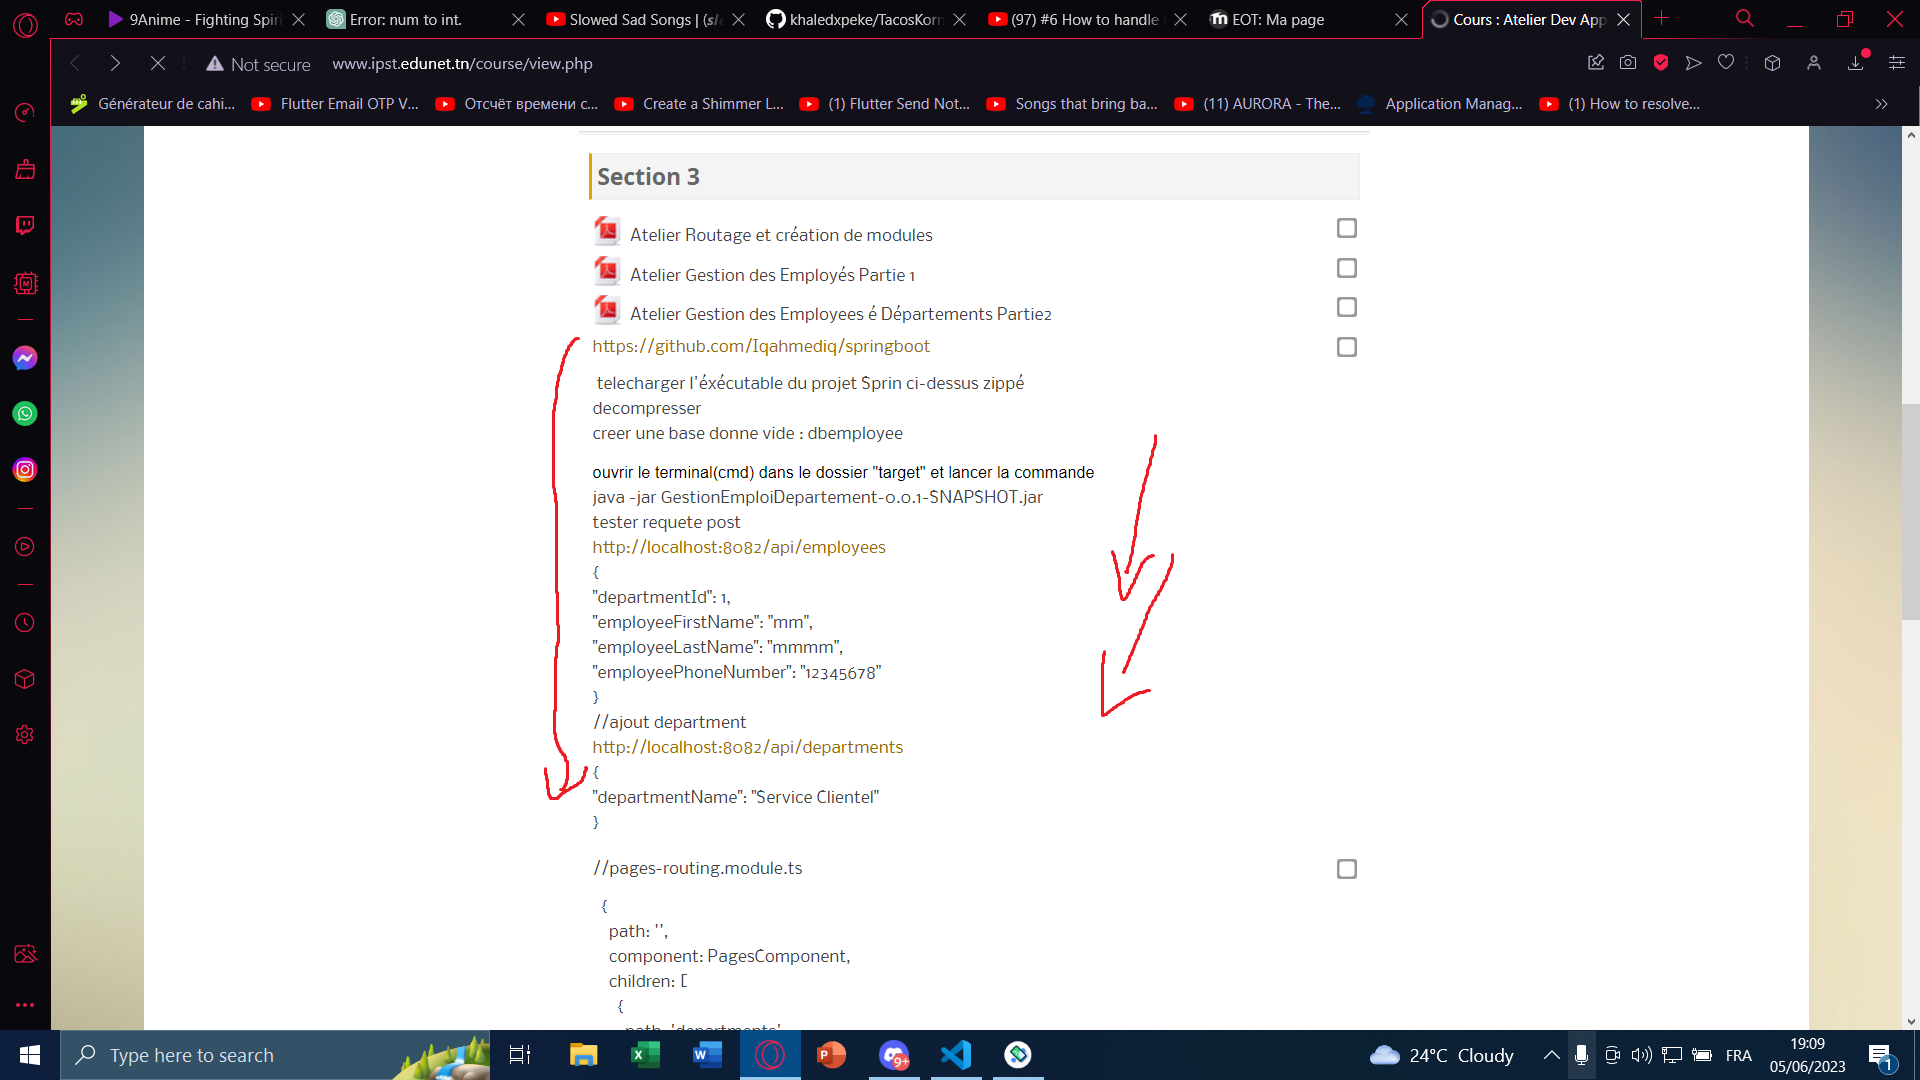 9Anime - Fighting Spiri
Error: num to int.
Slowed Sad Songs | (slo
khaledxpeke/TacosKorn
(97) #6 How to handle
EOT: Ma page
Cours : Atelier Dev App
Not secure
www.ipst.edunet.tn/course/view.php
Générateur de cahi...
Flutter Email OTP V...
Отсчёт времени с...
Create a Shimmer L...
(1) Flutter Send Not...
Songs that bring ba...
(11) AURORA - The...
Application Manag...
(1) How to resolve...
Section 3
Atelier Routage et création de modules
Atelier Gestion des Employés Partie 1
Atelier Gestion des Employees é Départements Partie2
https://github.com/Iqahmediq/springboot
telecharger l'éxécutable du projet Sprin ci-dessus zippé
decompresser
creer une base donne vide : dbemployee
ouvrir le terminal(cmd) dans le dossier "target" et lancer la commande
java -jar GestionEmploiDepartement-0.0.1-SNAPSHOT.jar
tester requete post
http://localhost:8082/api/employees
{
"departmentId": 1,
"employeeFirstName": "mm",
"employeeLastName": "mmmm",
"employeePhoneNumber": "12345678"
}
//ajout department
http://localhost:8082/api/departments
{
"departmentName": "Service Clientel"
}
//pages-routing.module.ts
{
path: '',
component: PagesComponent,
children: [
{
path: 'departments',
Type here to search
9+
24°C Cloudy
FRA
19:09
05/06/2023
1